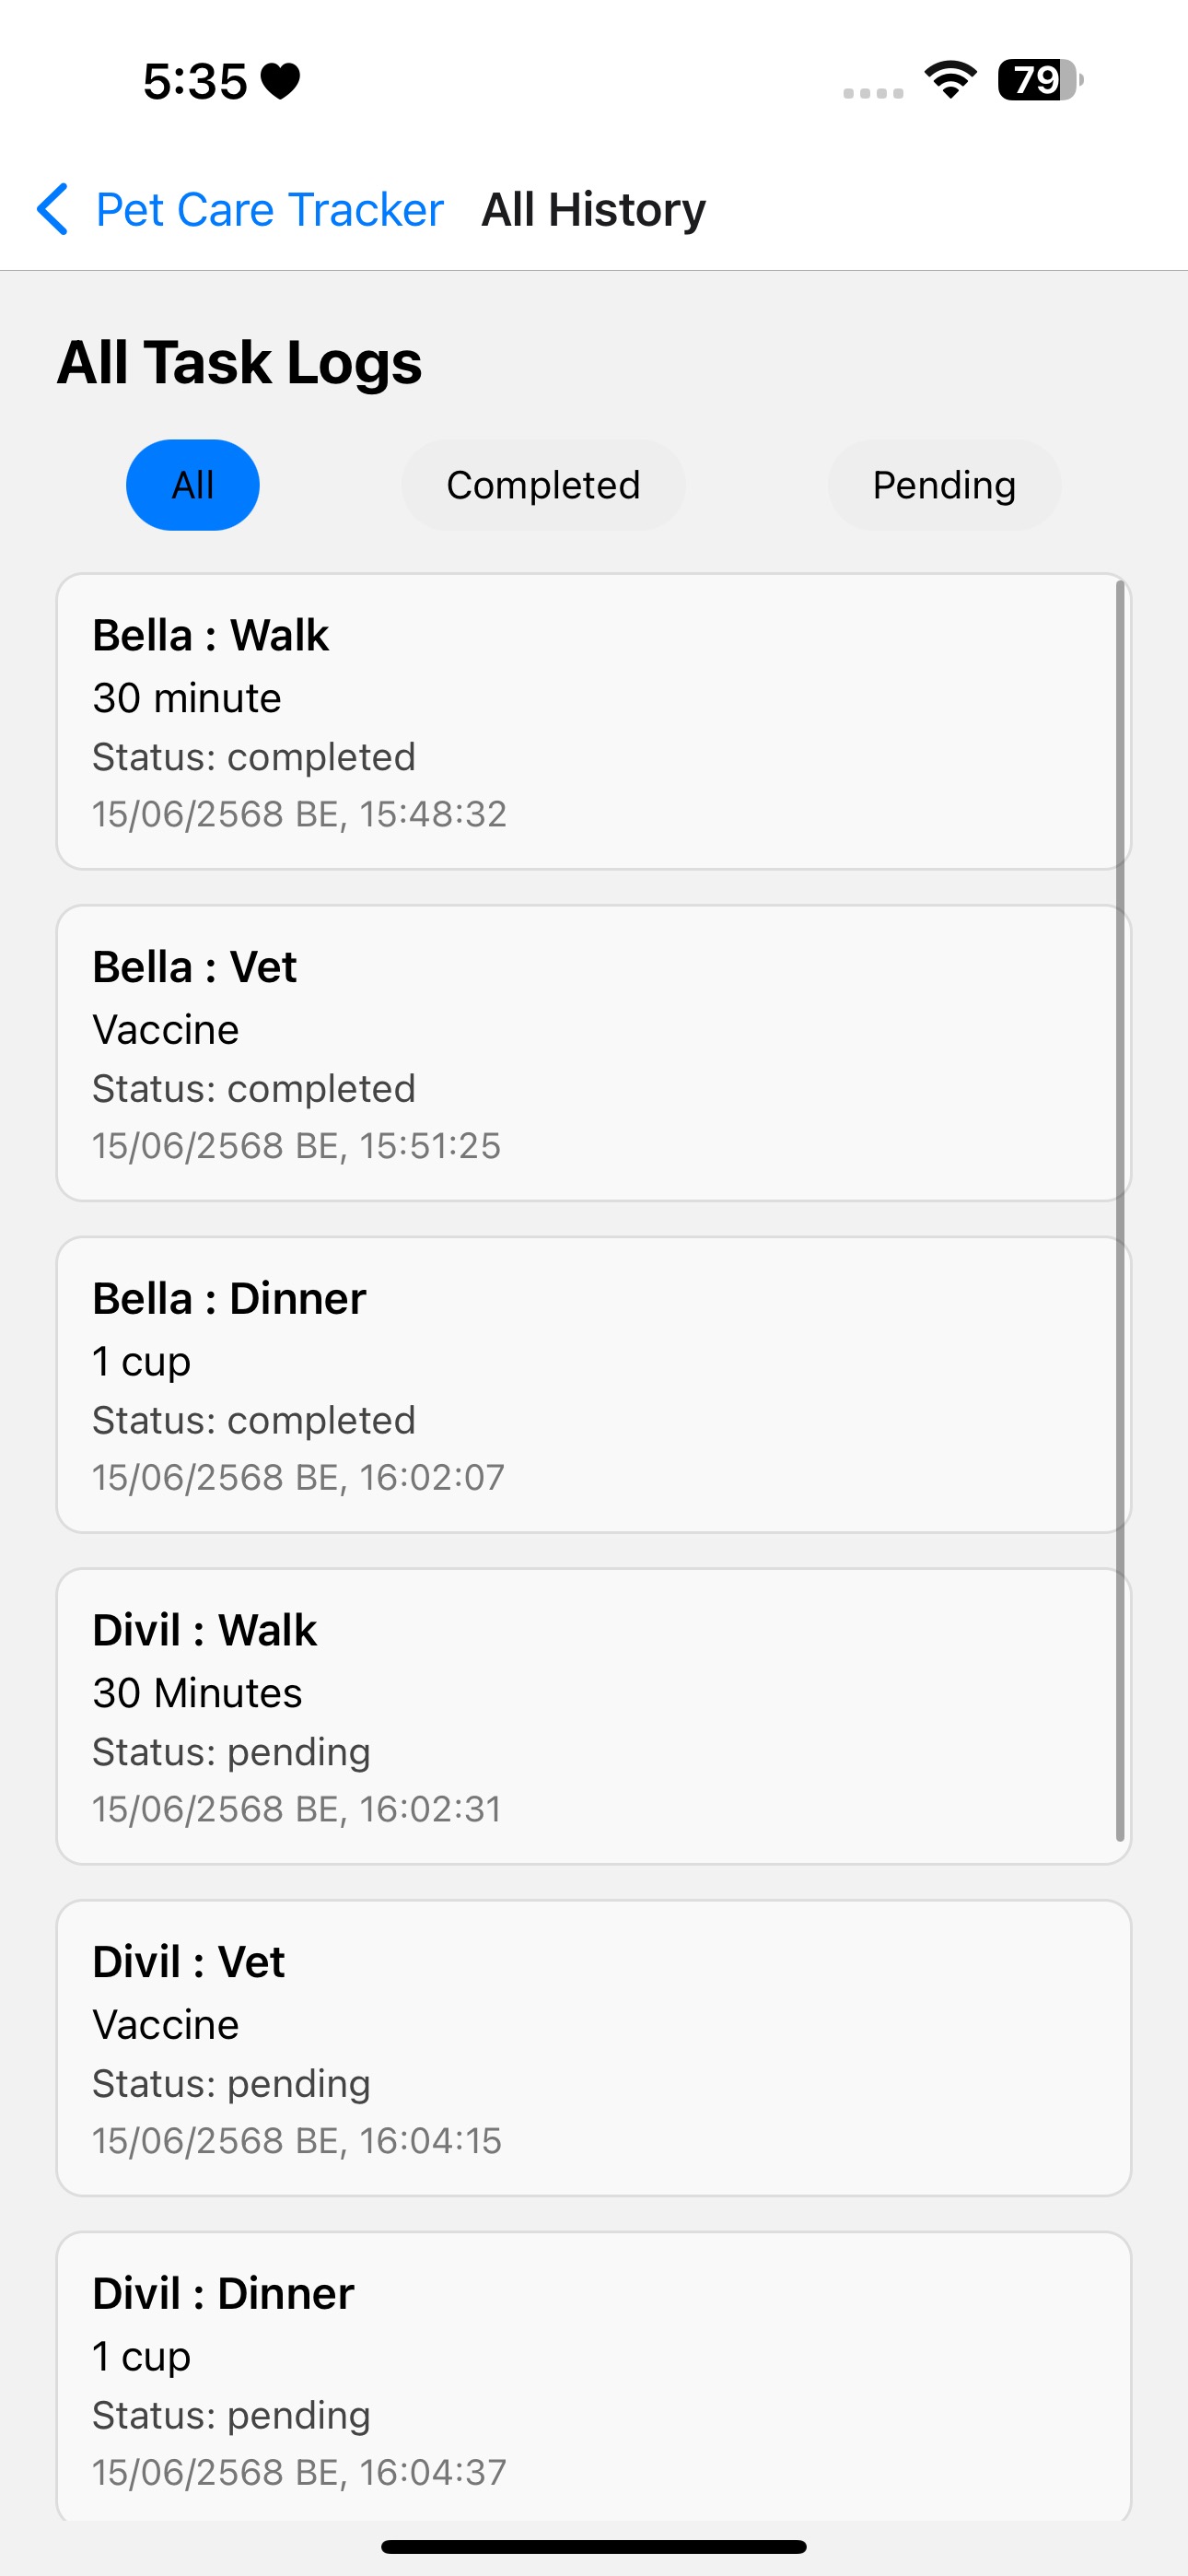 5:35
79
Pet Care Tracker All History
All Task Logs
All Completed Pending
Bella : Walk
30 minute
Status: completed
15/06/2568 BE, 15:48:32
Bella : Vet
Vaccine
Status: completed
15/06/2568 BE, 15:51:25
Bella : Dinner
1 cup
Status: completed
15/06/2568 BE, 16:02:07
Divil : Walk
30 Minutes
Status: pending
15/06/2568 BE, 16:02:31
Divil : Vet
Vaccine
Status: pending
15/06/2568 BE, 16:04:15
Divil : Dinner
1 cup
Status: pending
15/06/2568 BE, 16:04:37